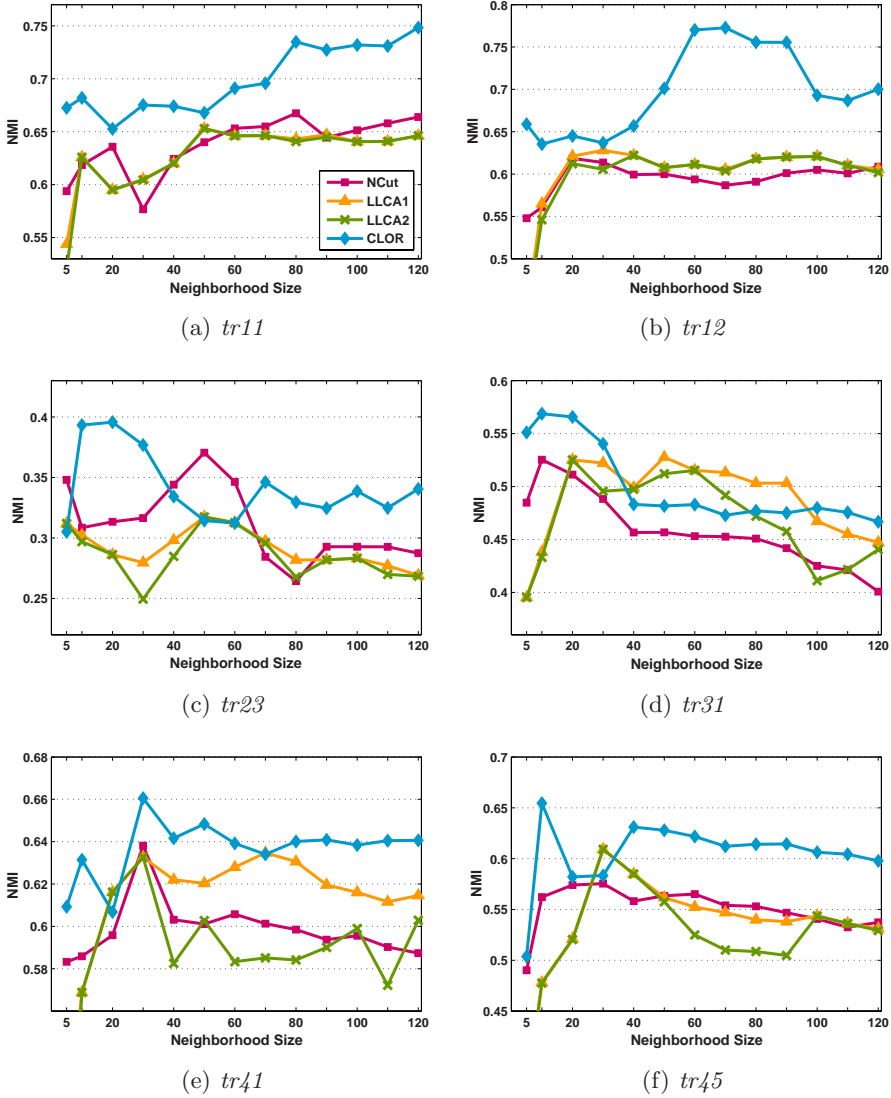 0.75
0.7
0.65
0.6
0.55
NMI
5 20 40 60 80 100 120
Neighborhood Size
NCut
LLCA1
LLCA2
CLOR
(a) tr11
0.8
0.7
0.65
0.6
0.55
0.5
NMI
5 20 40 60 80 100 120
Neighborhood Size
(b) tr12
0.4
0.35
0.3
0.25
NMI
5 20 40 60 80 100 120
Neighborhood Size
(c) tr23
0.6
0.55
0.5
0.45
0.4
NMI
5 20 40 60 80 100 120
Neighborhood Size
(d) tr31
0.68
0.66
0.64
0.62
0.6
0.58
NMI
5 20 40 60 80 100 120
Neighborhood Size
(e) tr41
0.7
0.65
0.6
0.55
0.5
0.45
NMI
5 20 40 60 80 100 120
Neighborhood Size
(f) tr45